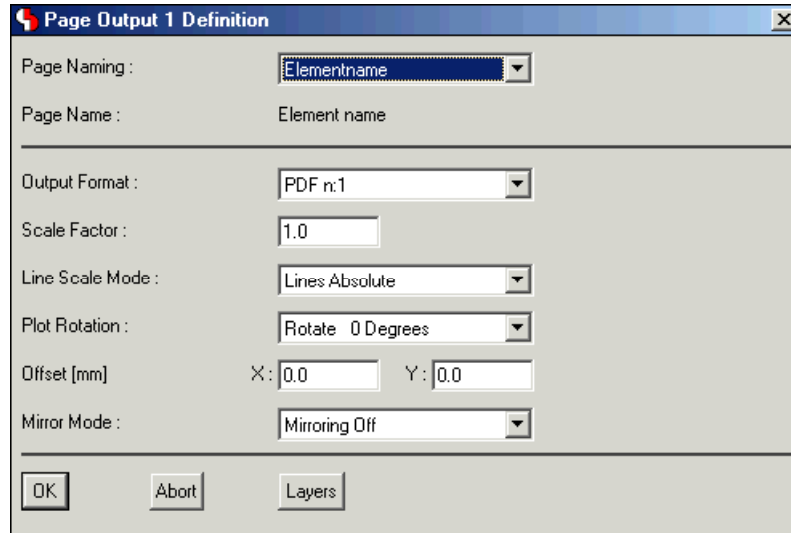 Page Output 1 Definition
Page Naming : Elementname
Page Name : Element name
Output Format : PDF n:1
Scale Factor : 1.0
Line Scale Mode : Lines Absolute
Plot Rotation : Rotate 0 Degrees
Offset [mm] X : 0.0 Y : 0.0
Mirror Mode : Mirroring Off
OK Abort Layers